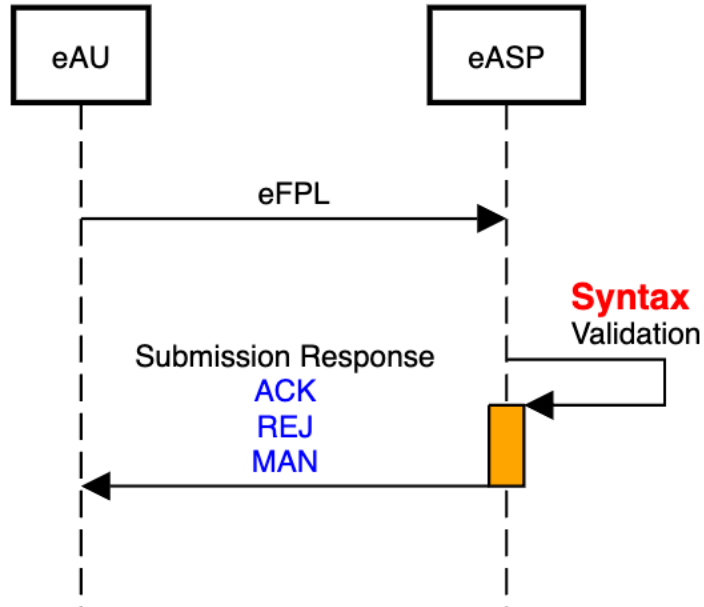 eAU
eASP
eFPL
Syntax
Validation
Submission Response
ACK
REJ
MAN